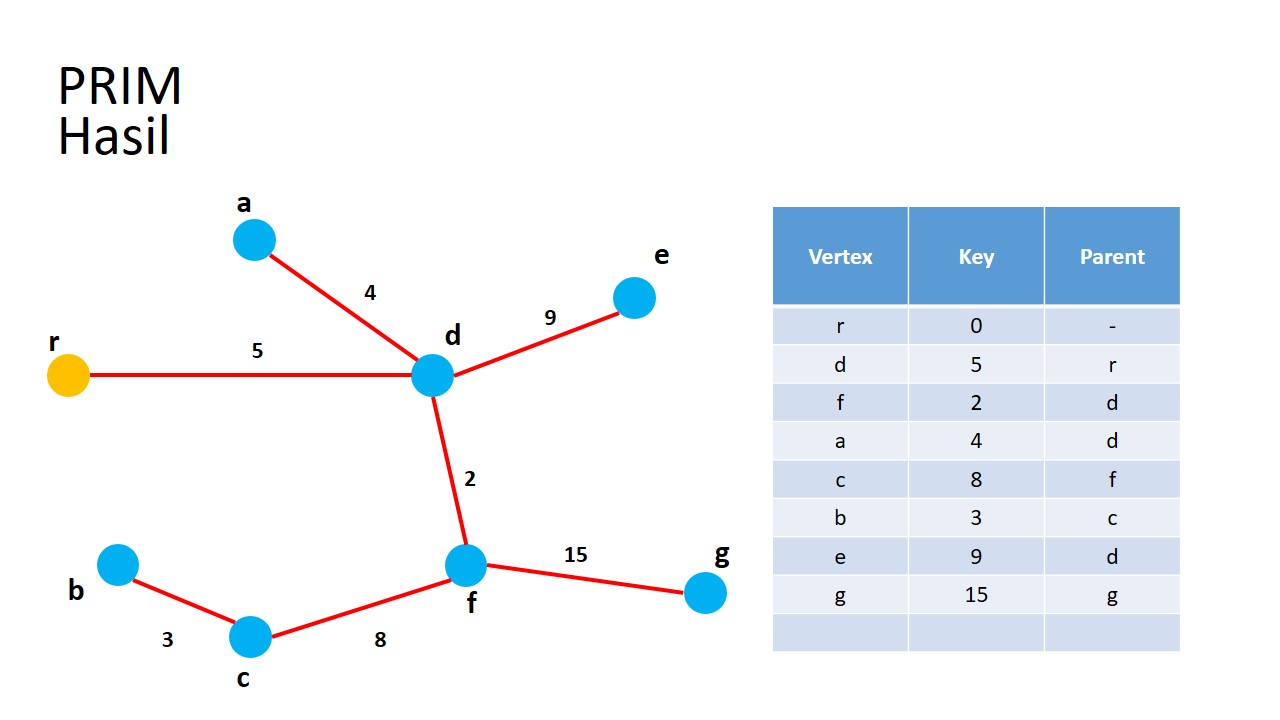 PRIM
Hasil
a
e
4
9
d
r
5
2
15
g
b
f
3
8
c
Vertex Key Parent
r 0 -
d 5 r
f 2 d
a 4 d
c 8 f
b 3 c
e 9 d
g 15 g